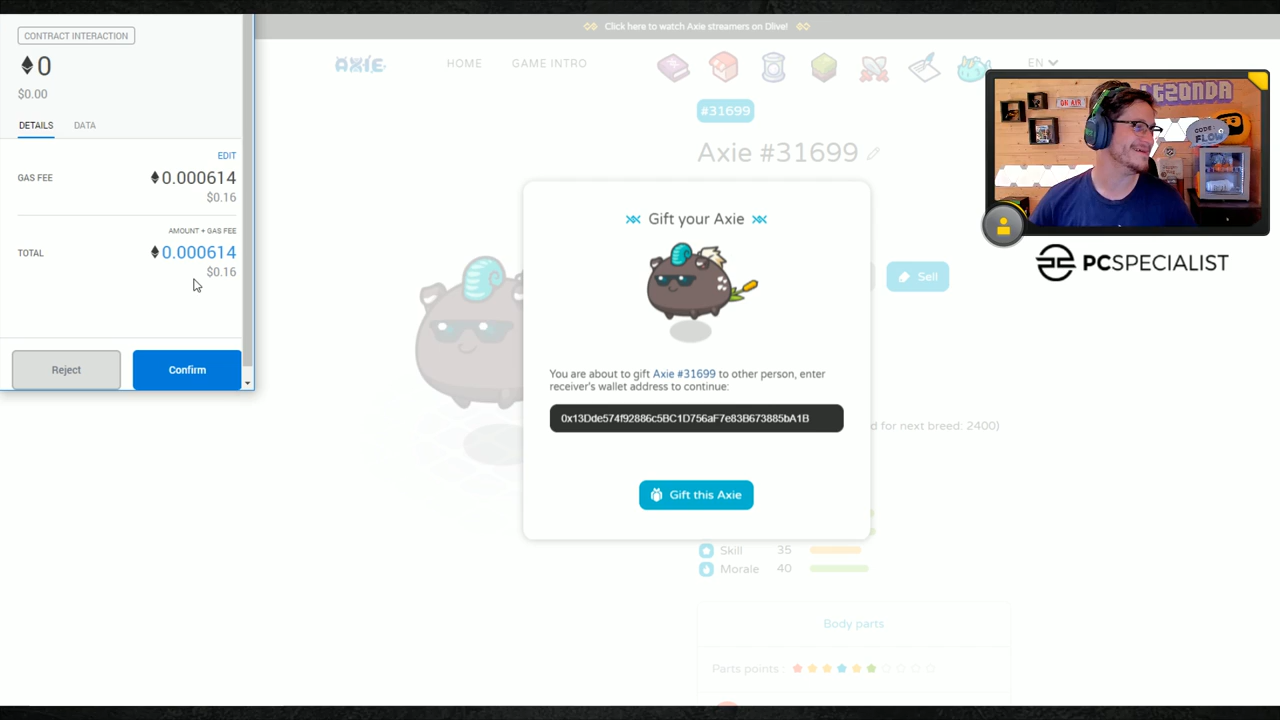 Click here to watch Axie streamers on Dlive!
CONTRACT INTERACTION
0
$0.00
DETAILS DATA
EDIT
GAS FEE 0.000614
$0.16
AMOUNT + GAS FEE
TOTAL 0.000614
$0.16
Reject Confirm
AXIE HOME GAME INTRO EN
#31699
Axie #31699
Gift your Axie
Sell
You are about to gift Axie #31699 to other person, enter
receiver's wallet address to continue:
0x13Dde574f92886c5BC1D756aF7e83B673885bA1B
d for next breed: 2400)
Gift this Axie
Skill 35
Morale 40
Body parts
Parts points :
ON AIR
CODE
FLOW
PCSPECIALIST